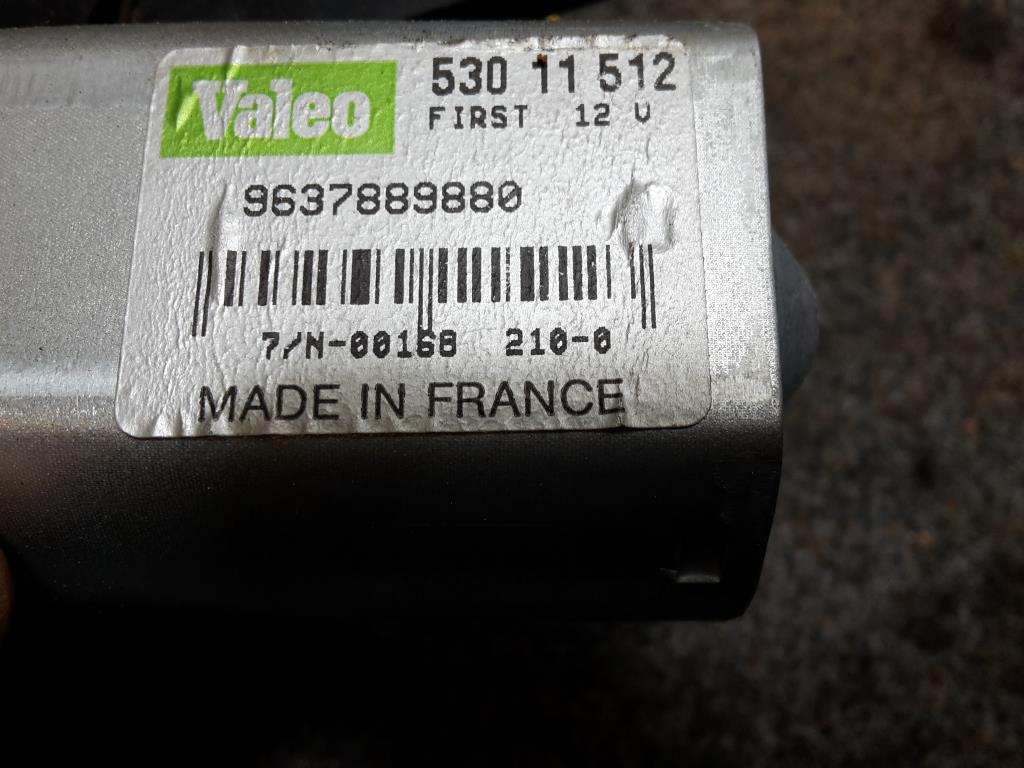 Valeo
530 11 512
FIRST 12 V
9637889880
7/N-00168 210-0
MADE IN FRANCE